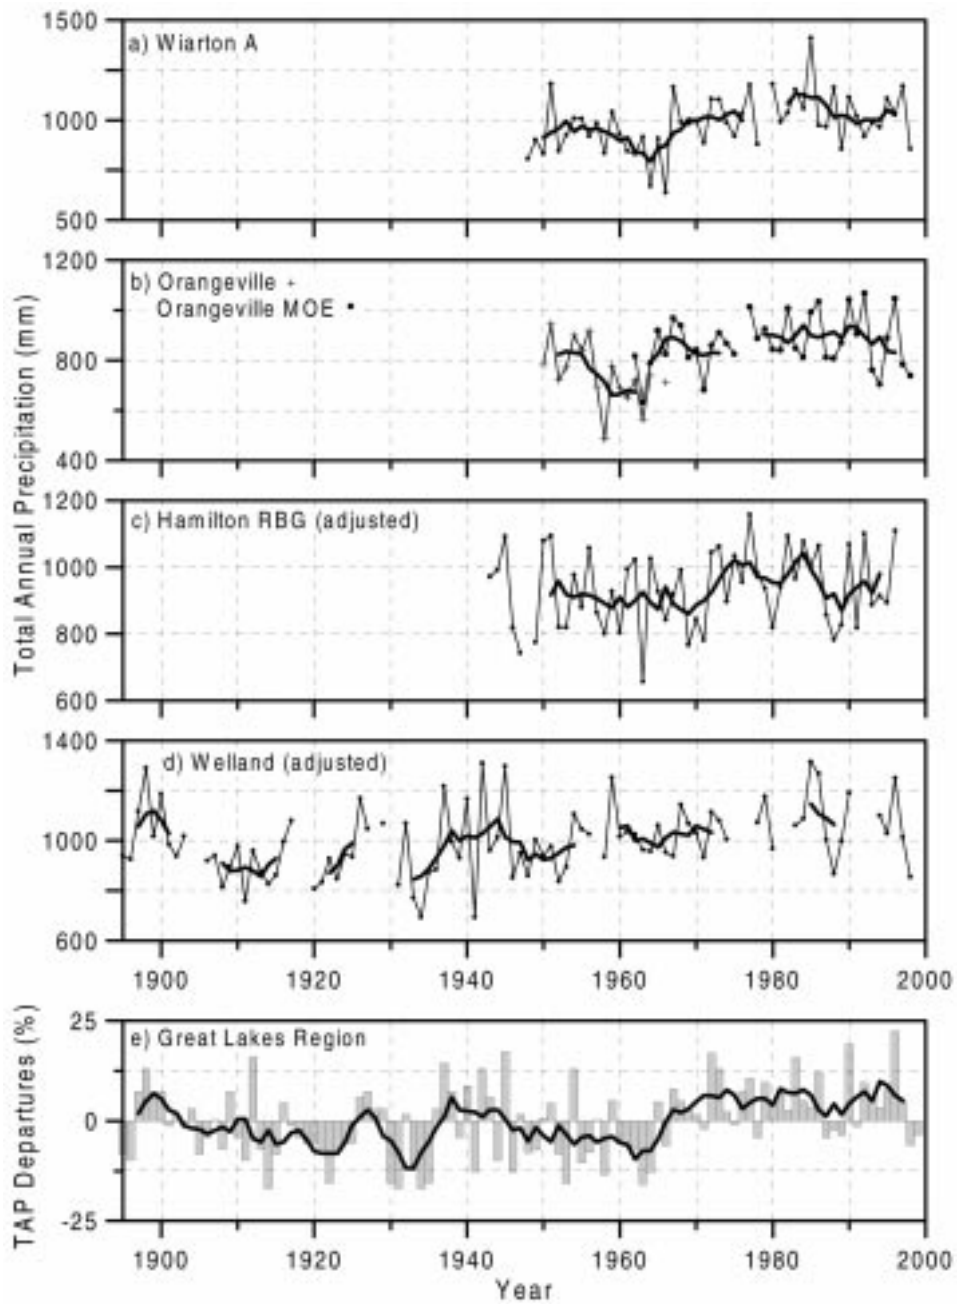 1500
a) Wiarton A
1000
500
1200
b) Orangeville +
Orangeville MOE •
800
400
Total Annual Precipitation (mm)
1200
c) Hamilton RBG (adjusted)
1000
800
600
1400
d) Welland (adjusted)
1000
600
1900 1920 1940 1960 1980 2000
25
e) Great Lakes Region
TAP Departures (%)
0
-25
1900 1920 1940 1960 1980 2000
Year